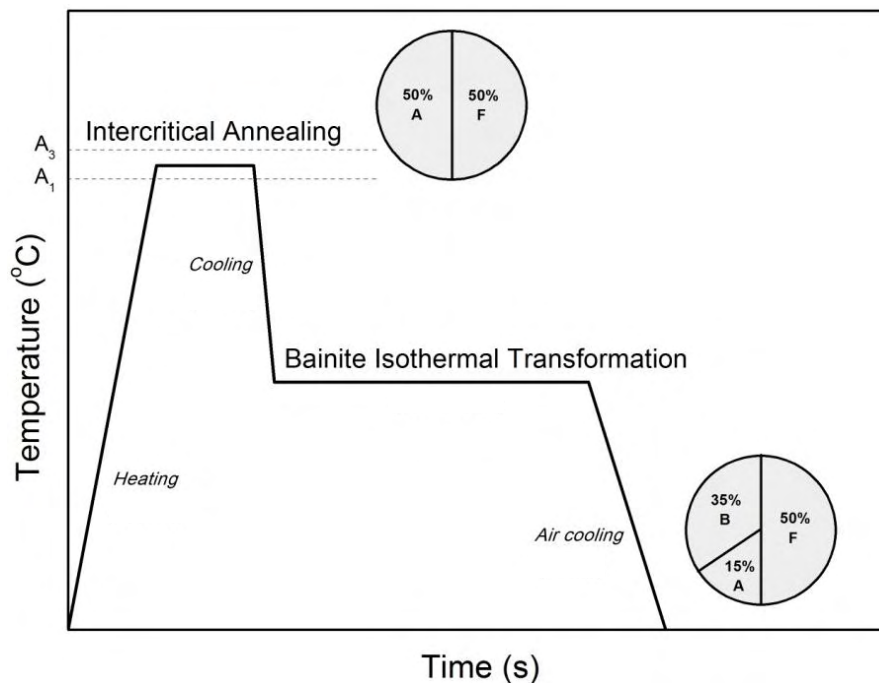 50%
A
50%
F
Intercritical Annealing
A₃
A₁
Cooling
Temperature (°C)
Bainite Isothermal Transformation
Heating
35%
B
50%
F
15%
A
Air cooling
Time (s)